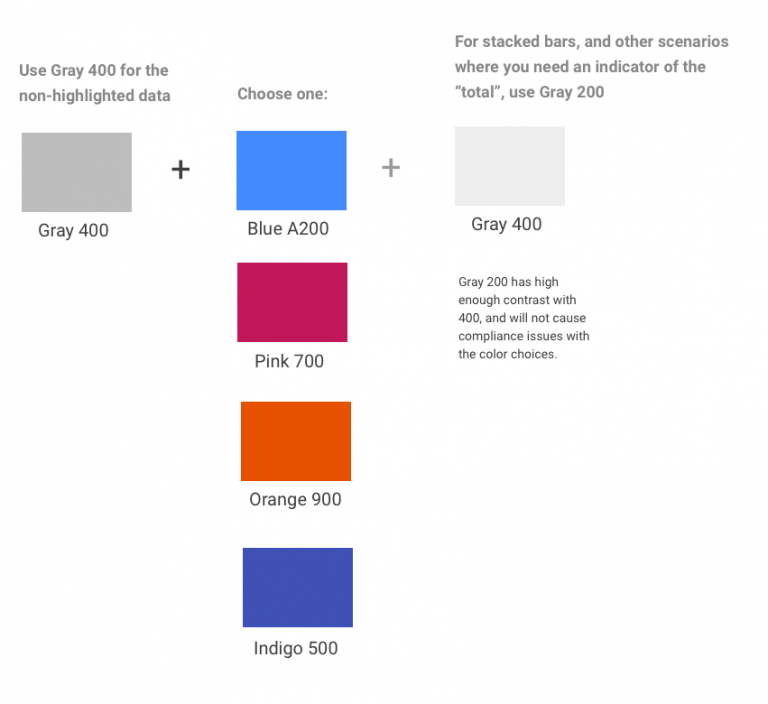 Use Gray 400 for the
non-highlighted data
+
Gray 400
Choose one:
Blue A200
Pink 700
Orange 900
Indigo 500
+
For stacked bars, and other scenarios
where you need an indicator of the
“total”, use Gray 200
Gray 400
Gray 200 has high
enough contrast with
400, and will not cause
compliance issues with
the color choices.